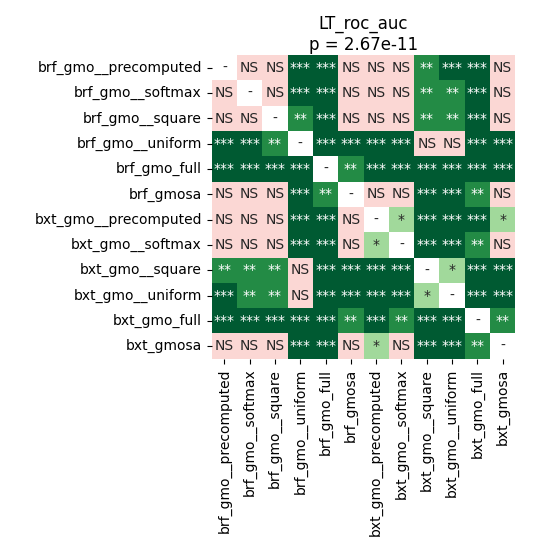 LT_roc_auc
p = 2.67e-11
brf_gmo__precomputed - NS NS *** *** NS NS NS ** *** *** NS
brf_gmo__softmax NS - NS *** *** NS NS NS ** ** *** NS
brf_gmo__square NS NS - ** *** NS NS NS ** ** *** NS
brf_gmo__uniform *** *** ** - *** *** *** *** NS NS *** ***
brf_gmo_full *** *** *** *** - ** *** *** *** *** *** ***
brf_gmosa NS NS NS *** ** - NS NS *** *** ** NS
bxt_gmo__precomputed NS NS NS *** *** NS - * *** *** *** *
bxt_gmo__softmax NS NS NS *** *** NS * - *** *** ** NS
bxt_gmo__square ** ** ** NS *** *** *** *** - * *** ***
bxt_gmo__uniform *** ** ** NS *** *** *** *** * - *** ***
bxt_gmo_full *** *** *** *** *** ** *** ** *** *** - **
bxt_gmosa NS NS NS *** *** NS * NS *** *** ** -
brf_gmo__precomputed
brf_gmo__softmax
brf_gmo__square
brf_gmo__uniform
brf_gmo_full
brf_gmosa
bxt_gmo__precomputed
bxt_gmo__softmax
bxt_gmo__square
bxt_gmo__uniform
bxt_gmo_full
bxt_gmosa